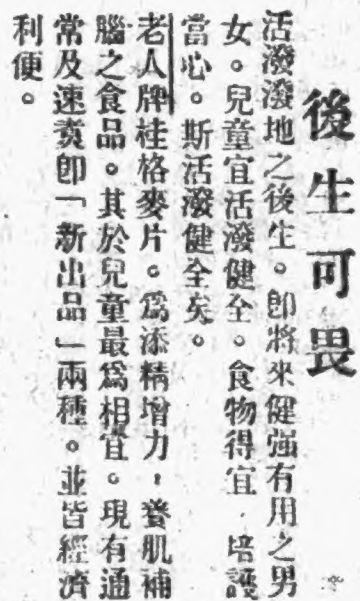 後生可畏
活潑潑地之後生。卽將來健强有用之男
女。兒童宜活潑健全。食物得宜．培護
當心。斯活潑健全矣。
老人牌桂格麥片。爲添精增力，養肌補
腦之食品。其於兒童最爲相宜。現有通
常及速煑卽「新出品」兩種。並皆經濟
利便。